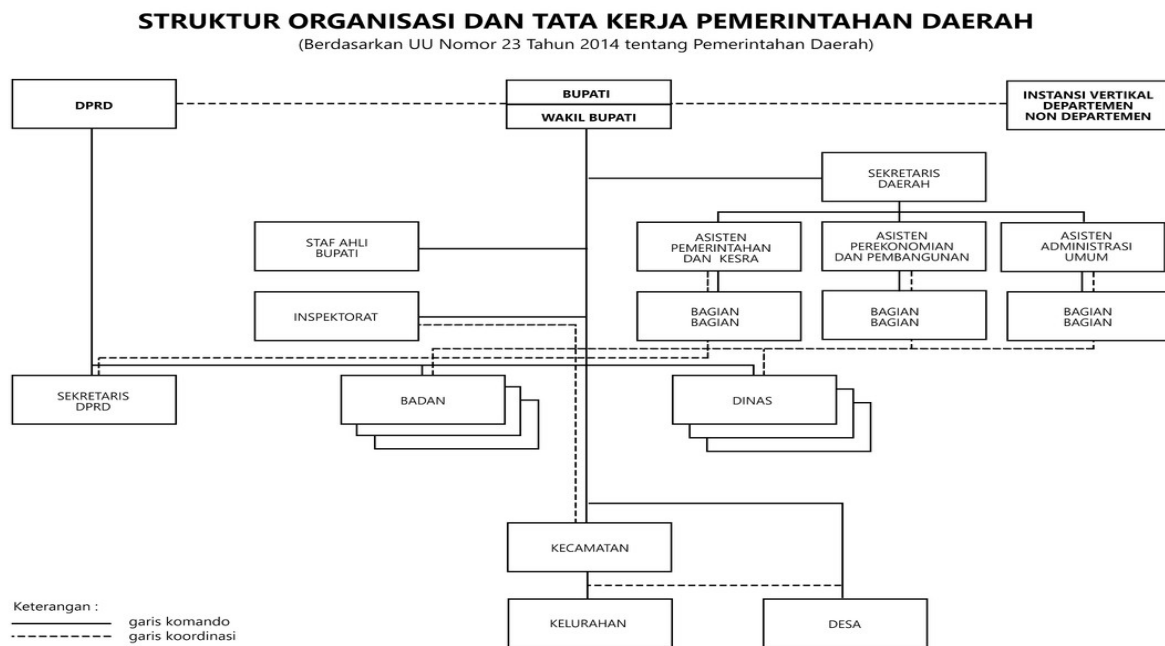 STRUKTUR ORGANISASI DAN TATA KERJA PEMERINTAHAN DAERAH
(Berdasarkan UU Nomor 23 Tahun 2014 tentang Pemerintahan Daerah)
DPRD
BUPATI
WAKIL BUPATI
INSTANSI VERTIKAL
DEPARTEMEN
NON DEPARTEMEN
SEKRETARIS
DAERAH
STAF AHLI
BUPATI
ASISTEN
PEMERINTAHAN
DAN KESRA
ASISTEN
PEREKONOMIAN
DAN PEMBANGUNAN
ASISTEN
ADMINISTRASI
UMUM
INSPEKTORAT
BAGIAN
BAGIAN
BAGIAN
BAGIAN
BAGIAN
BAGIAN
SEKRETARIS
DPRD
BADAN
DINAS
KECAMATAN
KELURAHAN
DESA
Keterangan :
garis komando
garis koordinasi